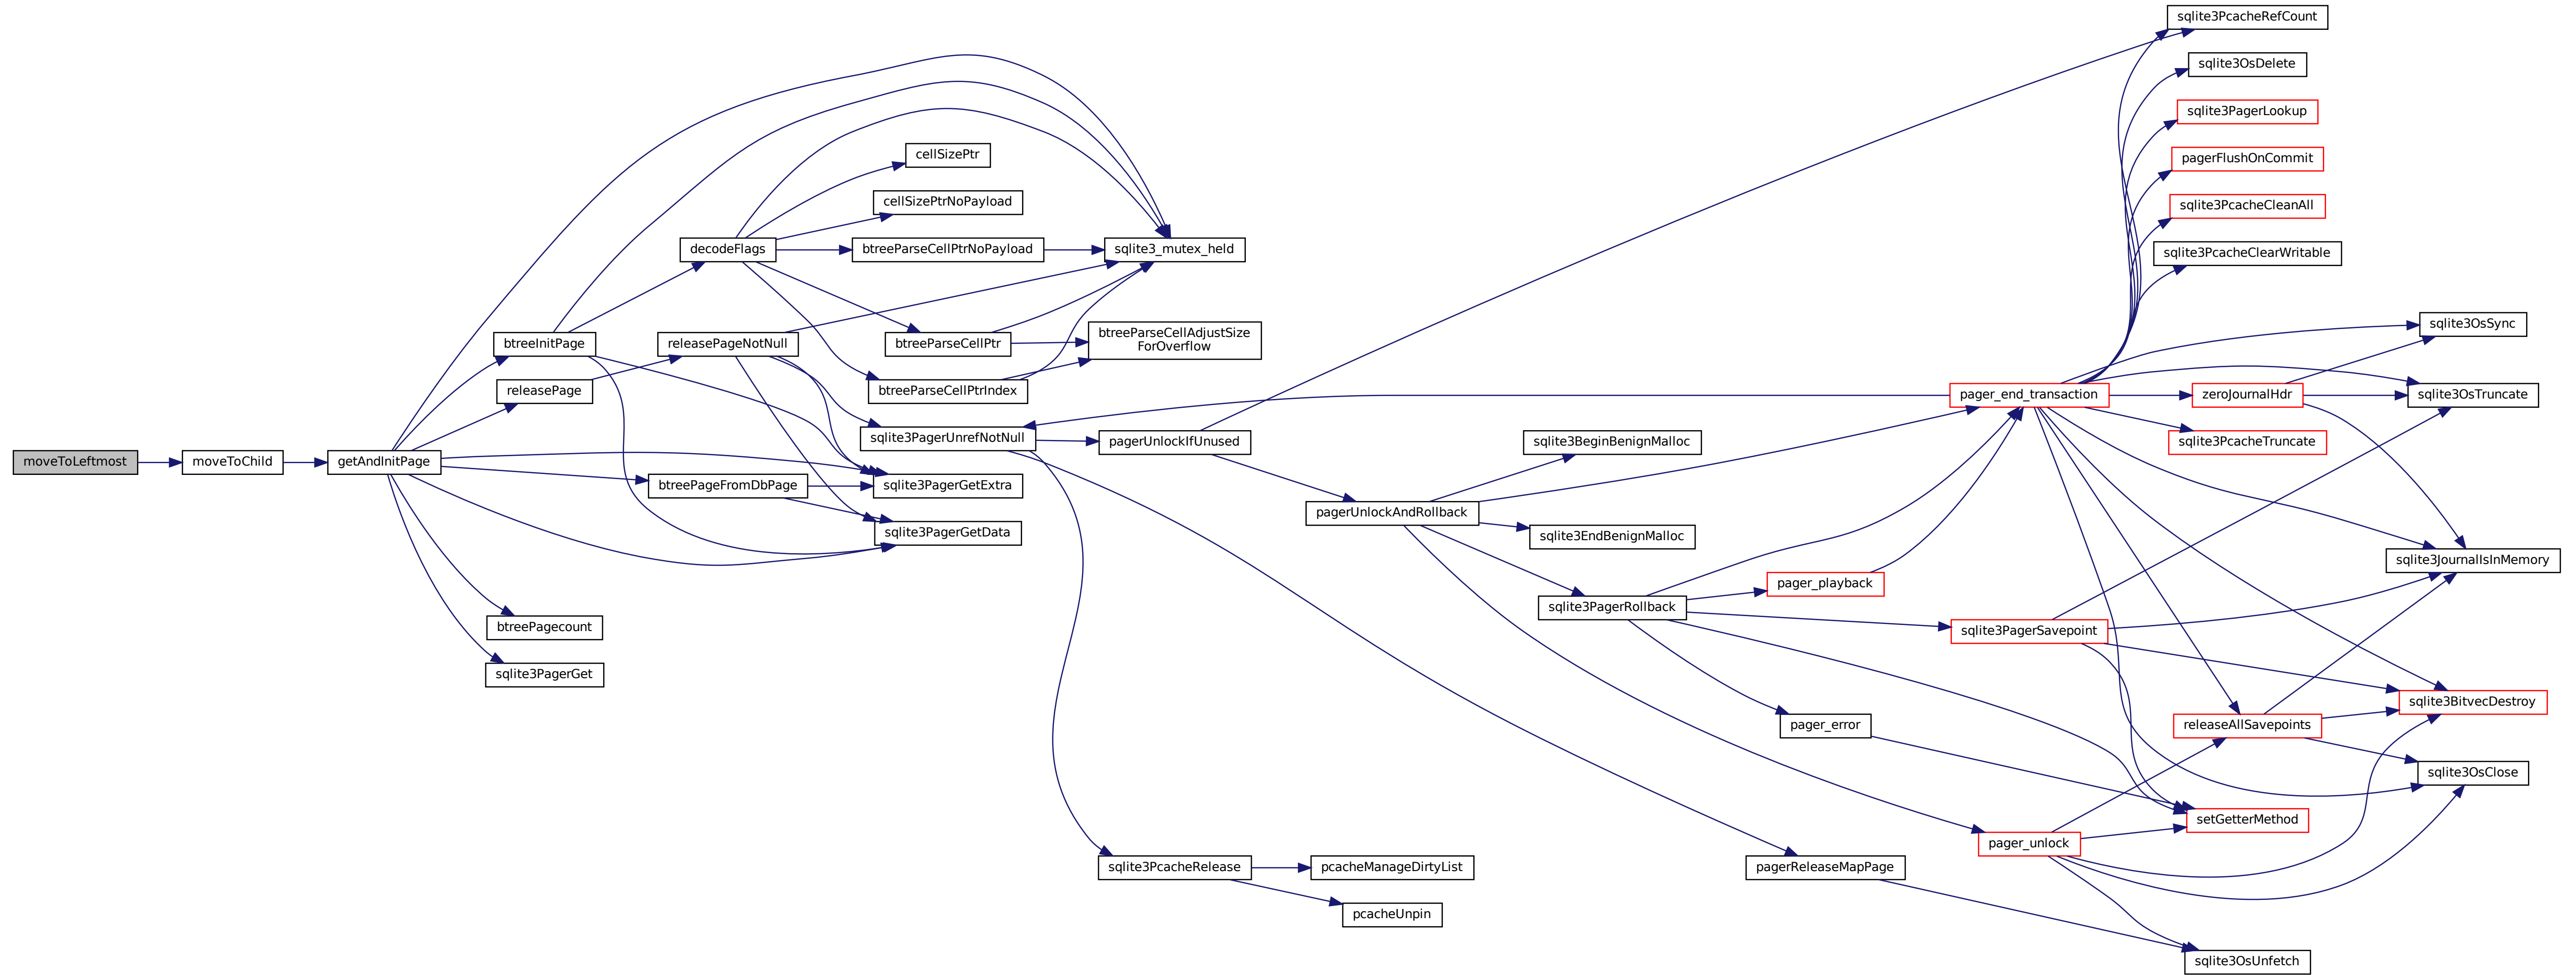 moveToLeftmost
moveToChild
getAndInitPage
btreeInitPage
releasePage
btreePagecount
sqlite3PagerGet
decodeFlags
releasePageNotNull
btreePageFromDbPage
cellSizePtr
cellSizePtrNoPayload
btreeParseCellPtrNoPayload
btreeParseCellPtr
btreeParseCellPtrIndex
sqlite3PagerUnrefNotNull
sqlite3PagerGetExtra
sqlite3PagerGetData
sqlite3_mutex_held
btreeParseCellAdjustSize
ForOverflow
pagerUnlockIfUnused
sqlite3PcacheRelease
pagerUnlockAndRollback
pcacheManageDirtyList
pcacheUnpin
sqlite3BeginBenignMalloc
sqlite3EndBenignMalloc
sqlite3PagerRollback
pager_playback
pager_error
pagerReleaseMapPage
pager_end_transaction
sqlite3PagerSavepoint
pager_unlock
sqlite3PcacheRefCount
sqlite3OsDelete
sqlite3PagerLookup
pagerFlushOnCommit
sqlite3PcacheCleanAll
sqlite3PcacheClearWritable
zeroJournalHdr
sqlite3PcacheTruncate
releaseAllSavepoints
setGetterMethod
sqlite3OsUnfetch
sqlite3OsSync
sqlite3OsTruncate
sqlite3JournalIsInMemory
sqlite3BitvecDestroy
sqlite3OsClose